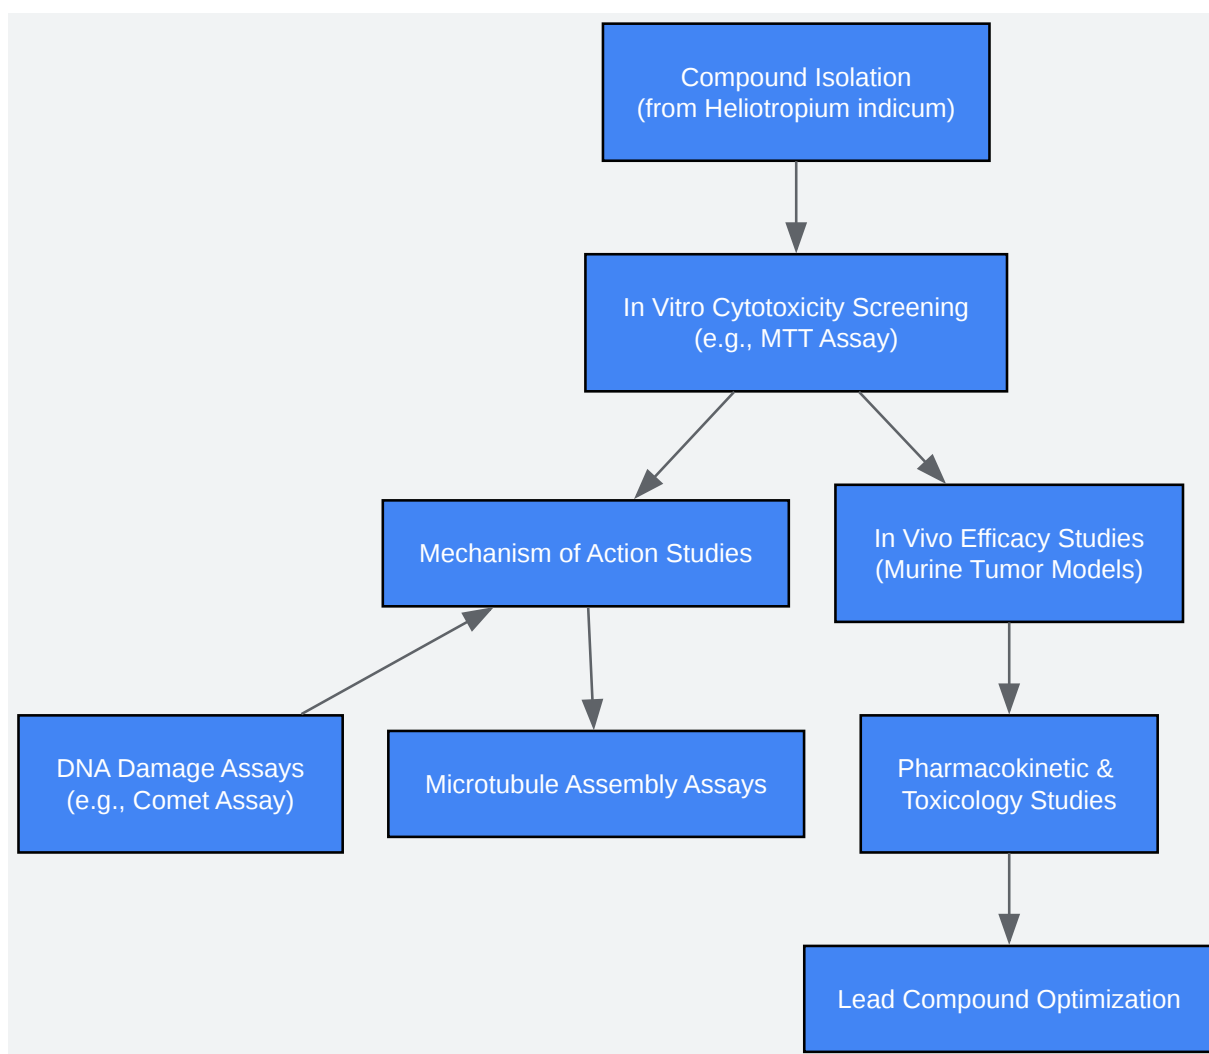 Compound Isolation
(from Heliotropium indicum)
In Vitro Cytotoxicity Screening
(e.g., MTT Assay)
Mechanism of Action Studies
In Vivo Efficacy Studies
(Murine Tumor Models)
DNA Damage Assays
(e.g., Comet Assay)
Microtubule Assembly Assays
Pharmacokinetic &
Toxicology Studies
Lead Compound Optimization